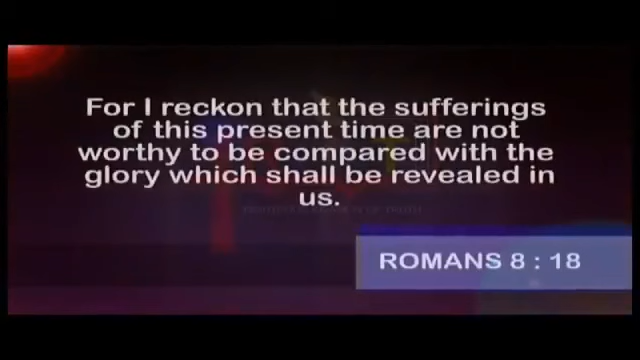 For I reckon that the sufferings
of this present time are not
worthy to be compared with the
glory which shall be revealed in
us.
ROMANS 8 : 18